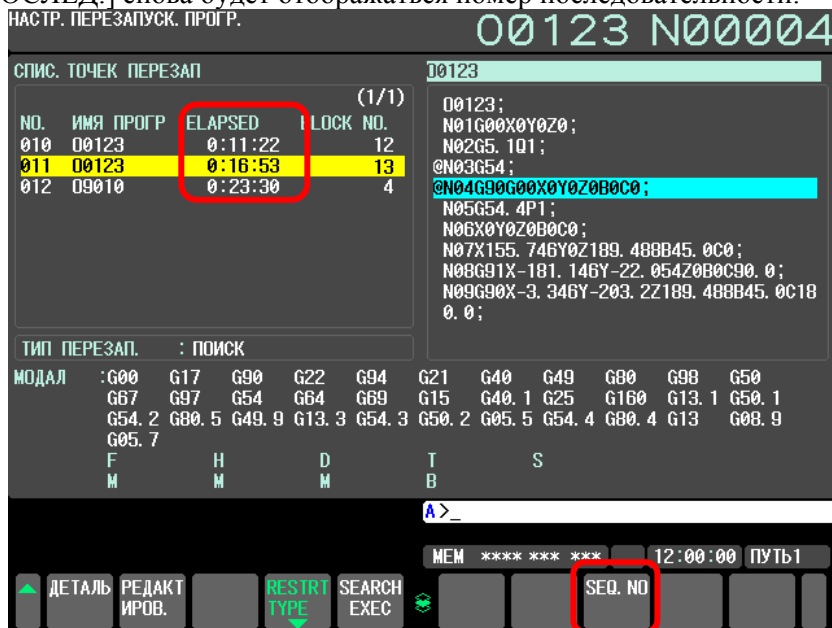 ОСЛЕД.] снова будет отображаться номер последовательности.
НАСТР. ПЕРЕЗАПУСК. ПРОГР.
O0123 N00004
СПИС. ТОЧЕК ПЕРЕЗАП
(1/1)
NO. ИМЯ ПРОГР ELAPSED BLOCK NO.
010 O0123 0:11:22 12
011 O0123 0:16:53 13
012 O9010 0:23:30 4
ТИП ПЕРЕЗАП. : ПОИСК
O0123
O0123;
N01G00X0Y0Z0;
N02G5.1Q1;
@N03G54;
@N04G90G00X0Y0Z0B0C0;
N05G54.4P1;
N06X0Y0Z0B0C0;
N07X155.746Y0Z189.488B45.0C0;
N08G91X-181.146Y-22.054Z0B0C90.0;
N09G90X-3.346Y-203.2Z189.488B45.0C18
0.0;
МОДАЛ :G00 G17 G90 G22 G94 G21 G40 G49 G80 G98 G50
G67 G97 G54 G64 G69 G15 G40.1 G25 G160 G13.1 G50.1
G54.2 G80.5 G49.9 G13.3 G54.3 G50.2 G05.5 G54.4 G80.4 G13 G08.9
G05.7
F H D T S
M M M B
A>_
MEM **** *** *** 12:00:00 ПУТЬ1
ДЕТАЛЬ РЕДАКТ RESTRT SEARCH SEQ. NO
ИРОВ. TYPE EXEC